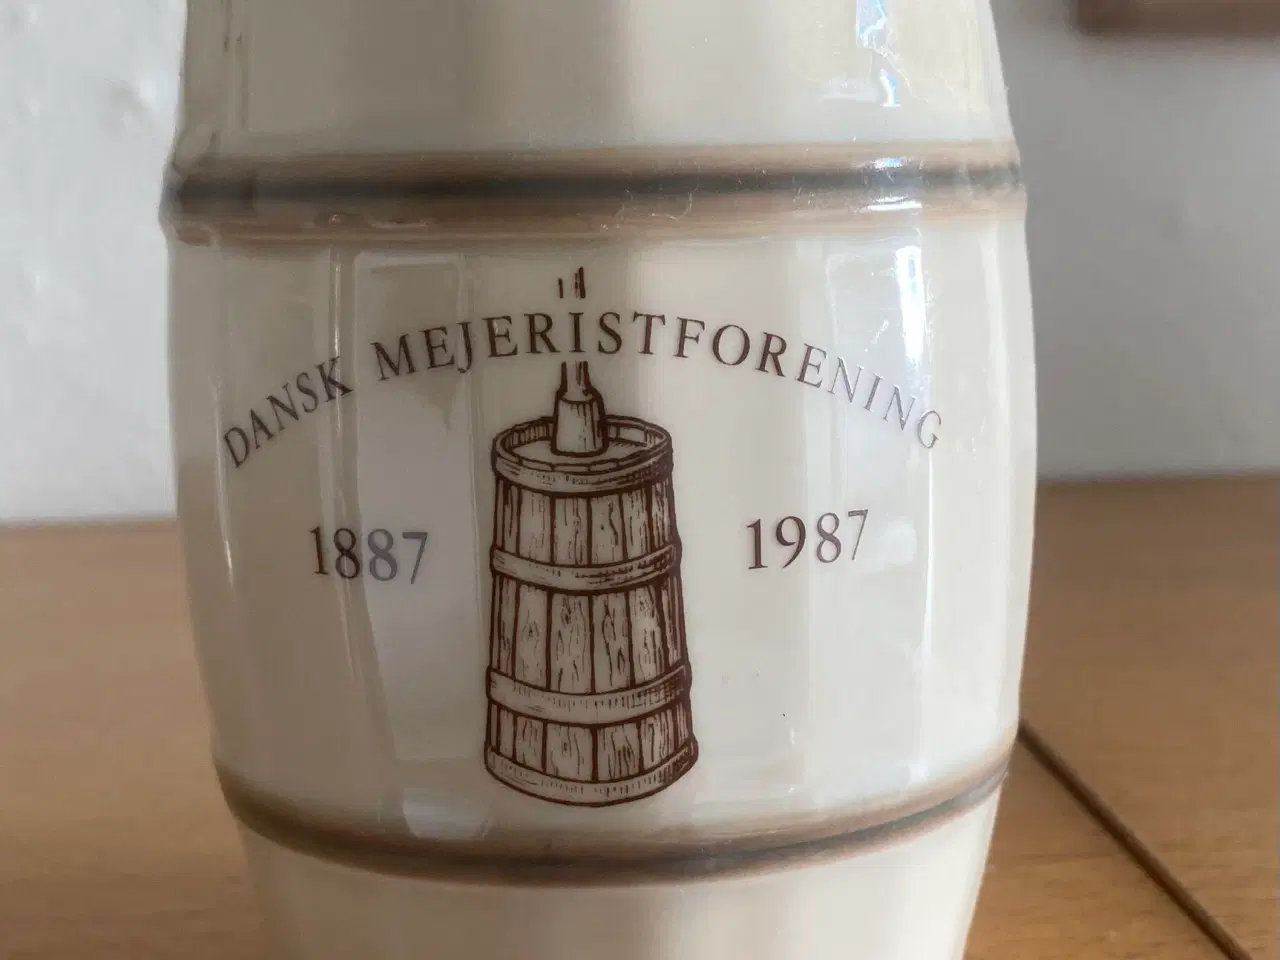 DANSK MEJERISTFORENING
1887 1987